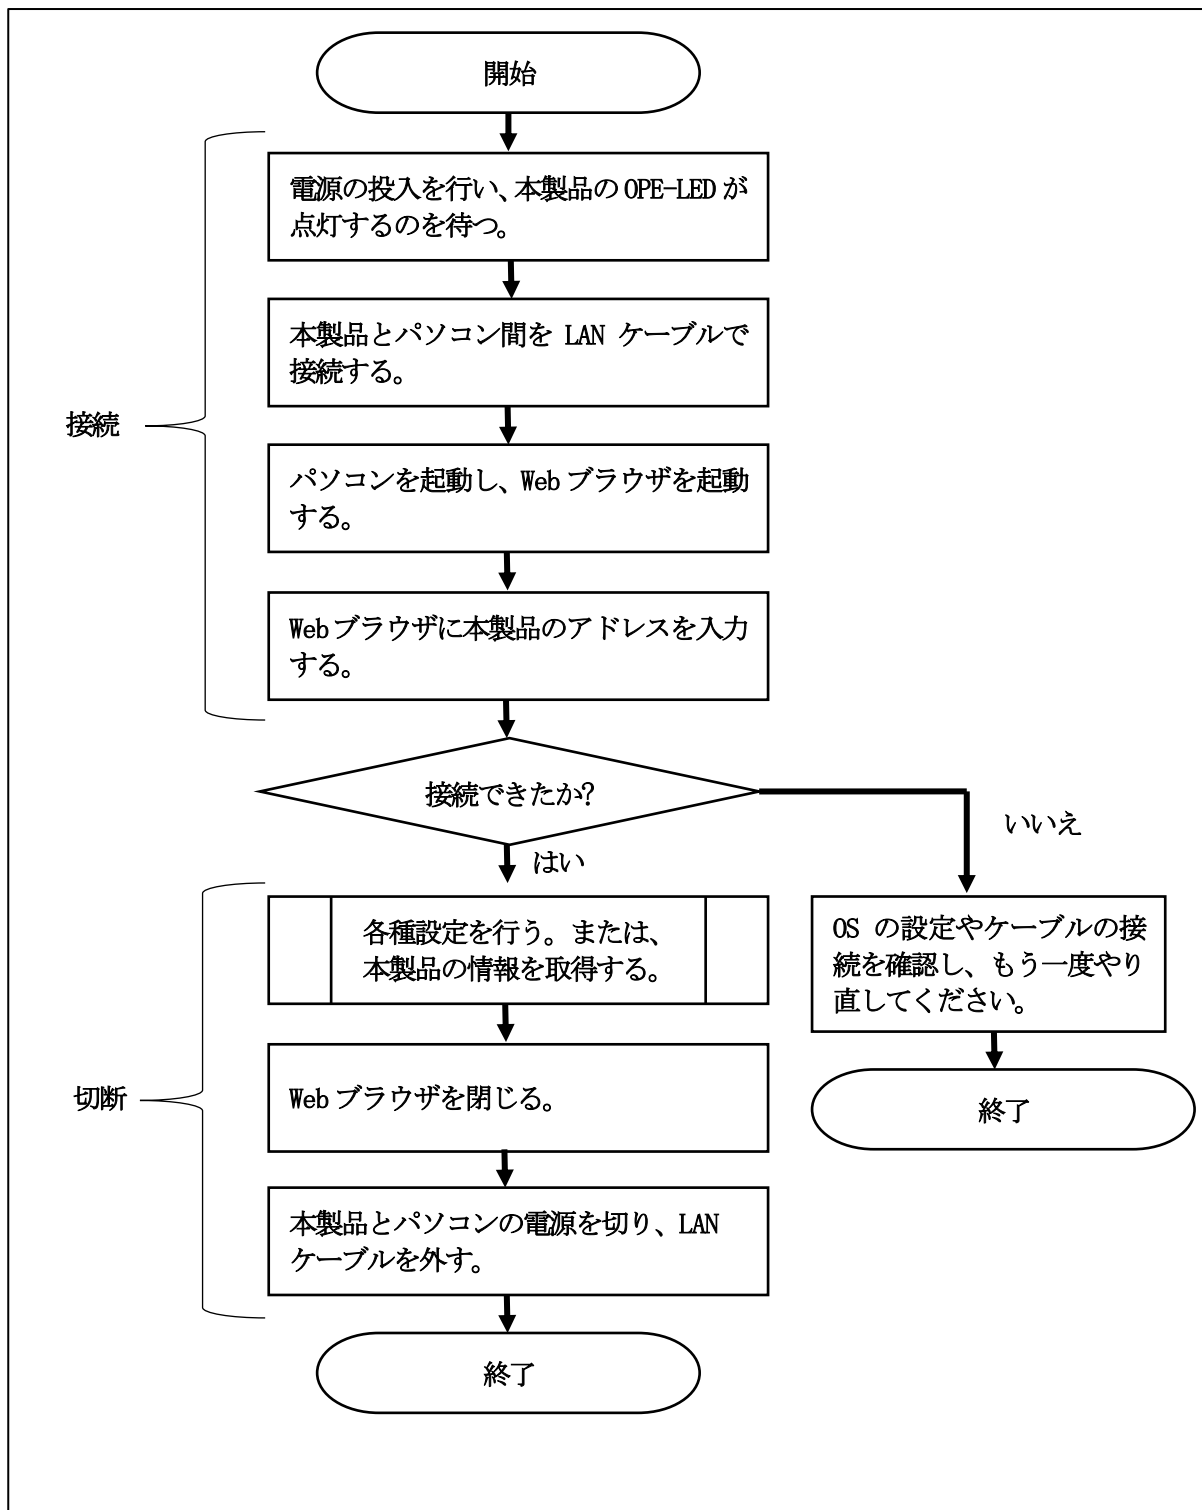 開始
電源の投入を行い、本製品の OPE-LED が
点灯するのを待つ。
本製品とパソコン間を LAN ケーブルで
接続する。
接続
パソコンを起動し、Web ブラウザを起動
する。
Web ブラウザに本製品のアドレスを入力
する。
接続できたか?
いいえ
はい
各種設定を行う。または、
本製品の情報を取得する。
OS の設定やケーブルの接
続を確認し、もう一度やり
直してください。
切断
Web ブラウザを閉じる。
終了
本製品とパソコンの電源を切り、LAN
ケーブルを外す。
終了